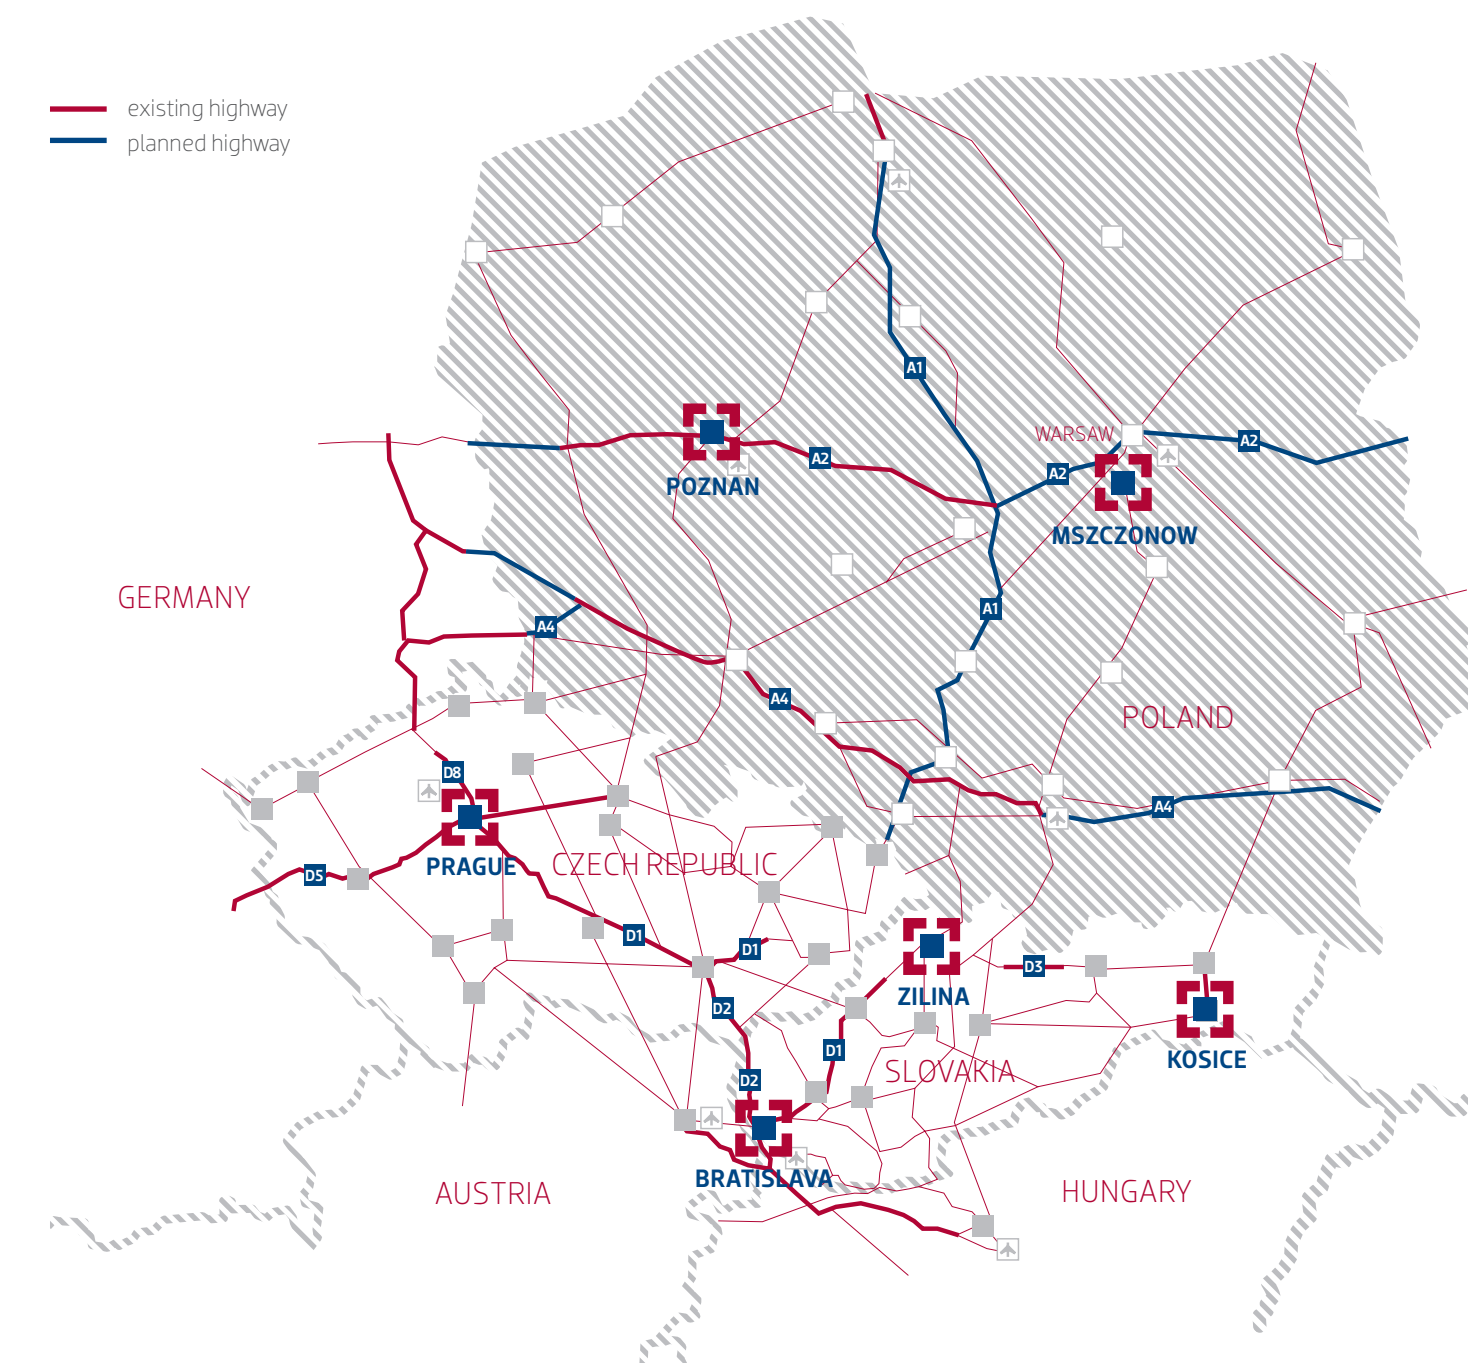 existing highway
planned highway
A1
WARSAW
A2
A2
A2
POZNAN
MSZCZONOW
GERMANY
A1
A4
A4
POLAND
D8
A4
PRAGUE
CZECH REPUBLIC
D5
D1
D1
D3
ZILINA
D2
D1
KOSICE
SLOVAKIA
D2
BRATISLAVA
AUSTRIA
HUNGARY